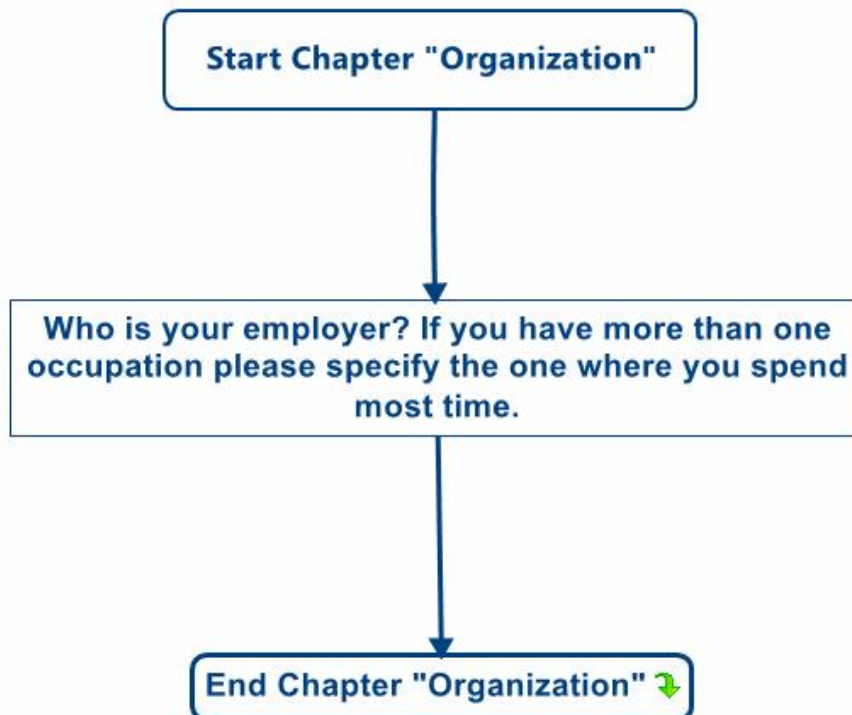 Start Chapter "Organization"
Who is your employer? If you have more than one
occupation please specify the one where you spend
most time.
End Chapter "Organization"